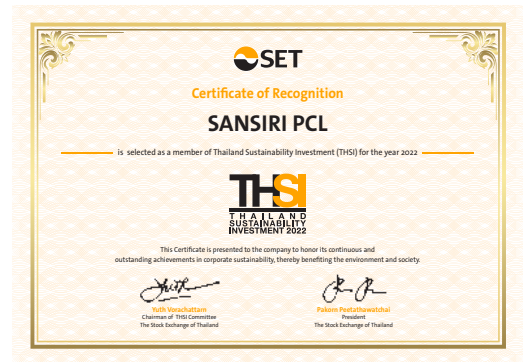 SET
Certificate of Recognition
SANSIRI PCL
is selected as a member of Thailand Sustainability Investment (THSI) for the year 2022
THSI
THAILAND
SUSTAINABILITY
INVESTMENT 2022
This Certificate is presented to the company to honor its continuous and
outstanding achievements in corporate sustainability, thereby benefiting the environment and society.
Yuth Vorachattarn
Chairman of THSI Committee
The Stock Exchange of Thailand
Pakorn Peetathawatchai
President
The Stock Exchange of Thailand